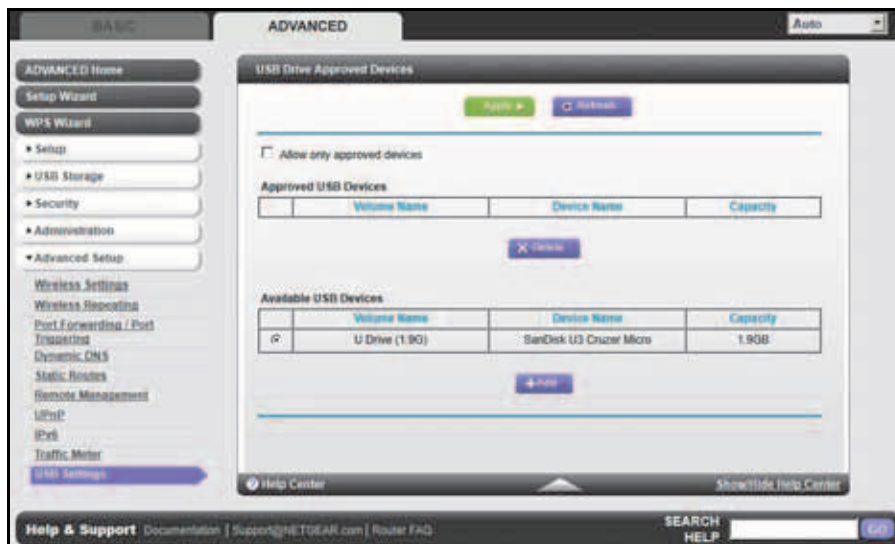 BASIC
ADVANCED
Auto
ADVANCED Home
Setup Wizard
WPS Wizard
Setup
USB Storage
Security
Administration
Advanced Setup
Wireless Settings
Wireless Repeating
Port Forwarding / Port
Triggering
Dynamic DNS
Static Routes
Remote Management
UPnP
IPv6
Traffic Meter
USB Settings
USB Drive Approved Devices
Apply
Refresh
Allow only approved devices
Approved USB Devices
Volume Name Device Name Capacity
Delete
Available USB Devices
Volume Name Device Name Capacity
U Drive (1.9G) SanDisk U3 Cruzer Micro 1.9GB
Add
Help Center
Show/Hide Help Center
Help & Support Documentation | Support@NETGEAR.com | Router FAQ
SEARCH
HELP
GO